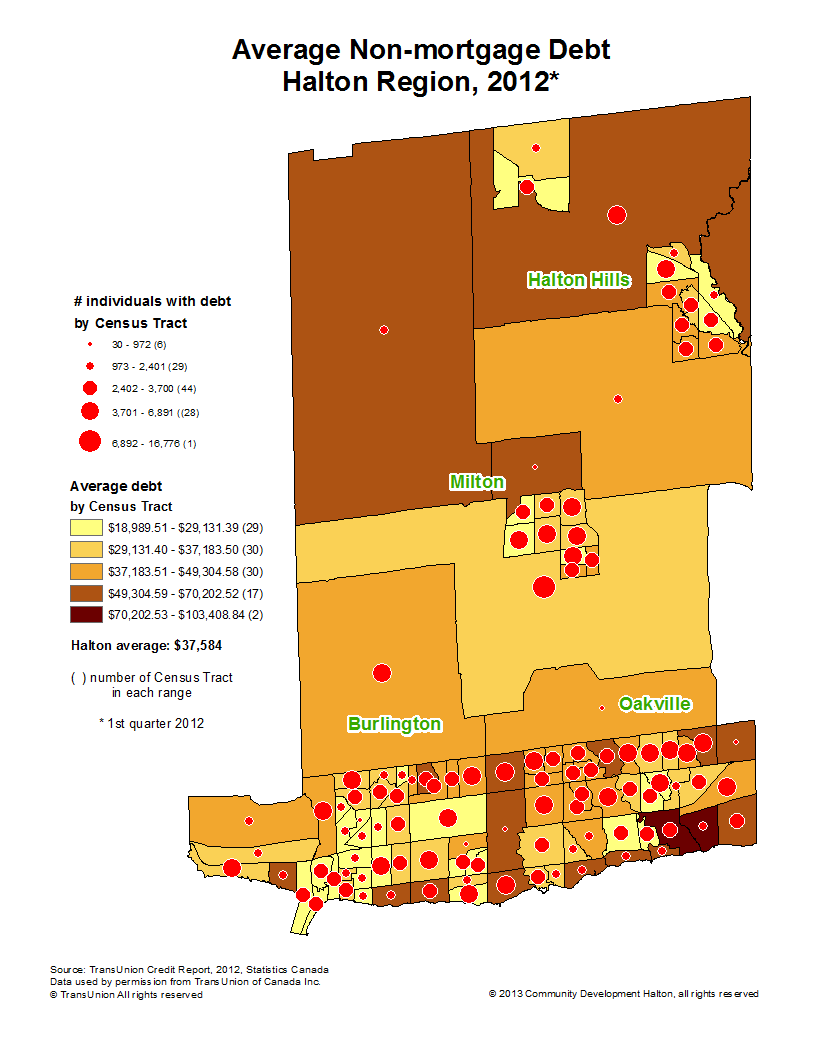 Average Non-mortgage Debt
Halton Region, 2012*
Halton Hills
# individuals with debt
by Census Tract
30 - 972 (6)
973 - 2,401 (29)
2,402 - 3,700 (44)
3,701 - 6,891 ((28)
6,892 - 16,776 (1)
Milton
Average debt
by Census Tract
$18,989.51 - $29,131.39 (29)
$29,131.40 - $37,183.50 (30)
$37,183.51 - $49,304.58 (30)
$49,304.59 - $70,202.52 (17)
$70,202.53 - $103,408.84 (2)
Halton average: $37,584
( ) number of Census Tract
in each range
* 1st quarter 2012
Oakville
Burlington
Source: TransUnion Credit Report, 2012, Statistics Canada
Data used by permission from TransUnion of Canada Inc.
© TransUnion All rights reserved
© 2013 Community Development Halton, all rights reserved